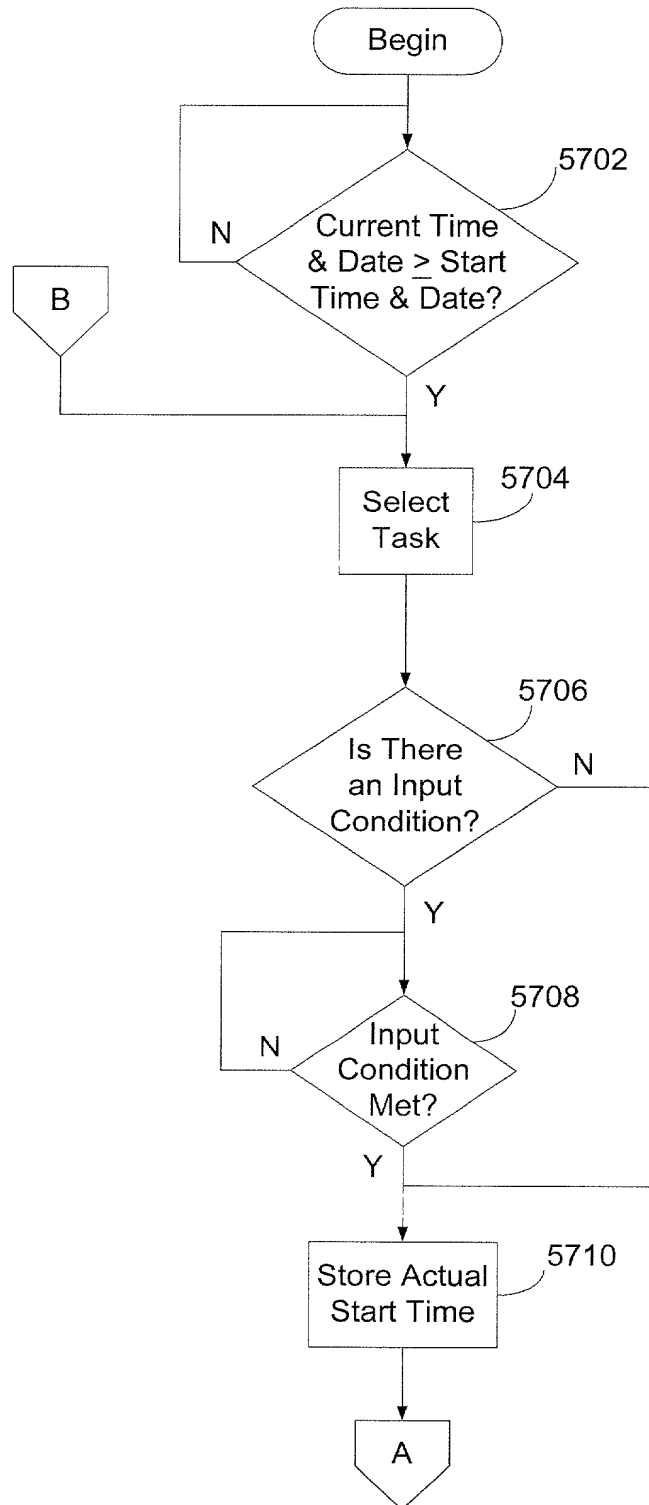 Begin
5702
Current Time
& Date ≥ Start
Time & Date?
N
B
Y
5704
Select
Task
5706
Is There
an Input
Condition?
N
Y
5708
Input
Condition
Met?
N
Y
5710
Store Actual
Start Time
A